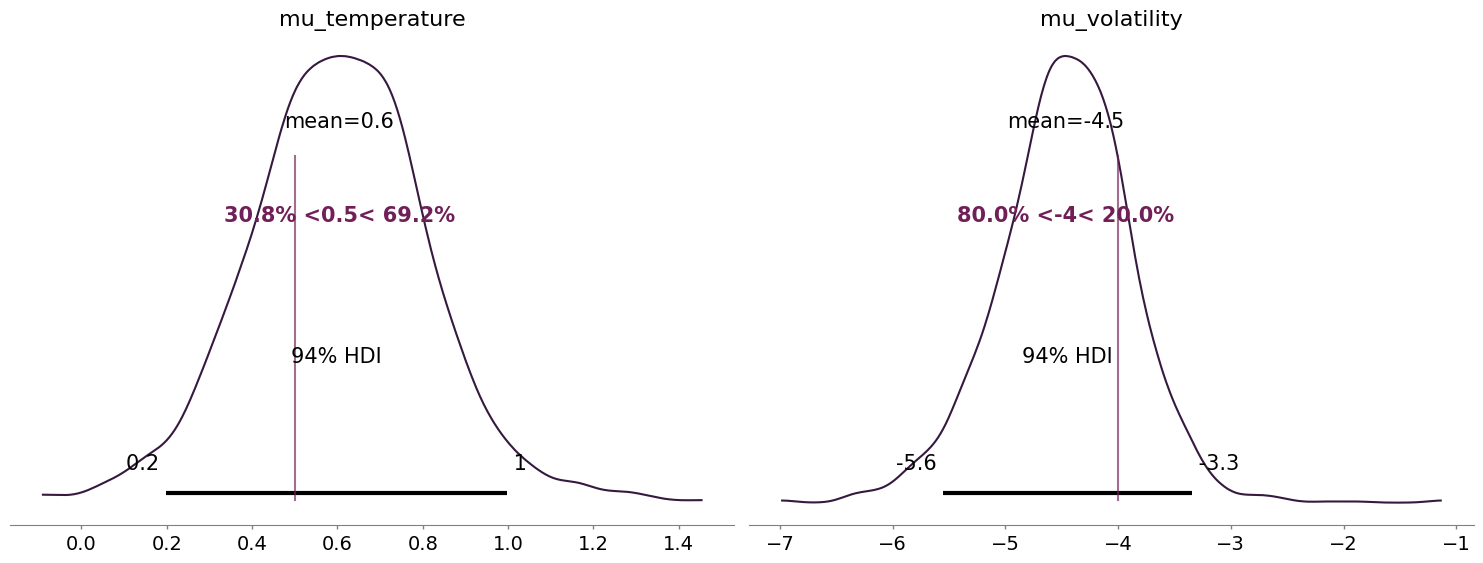 mu_temperature
mean=0.6
30.8% <0.5< 69.2%
94% HDI
0.2
1
0.0 0.2 0.4 0.6 0.8 1.0 1.2 1.4
mu_volatility
mean=-4.5
80.0% <-4< 20.0%
94% HDI
-5.6
-3.3
−7 −6 −5 −4 −3 −2 −1